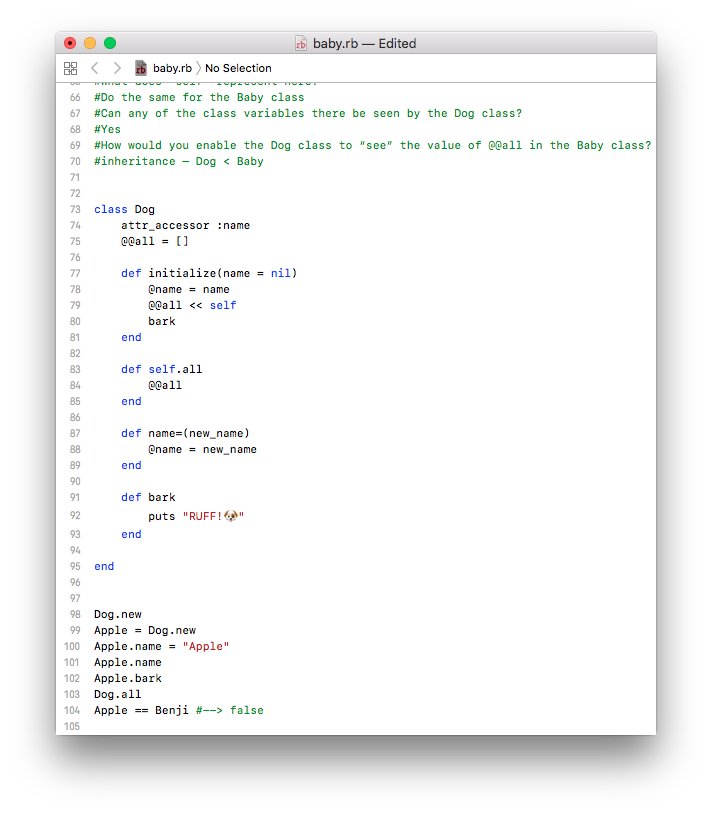 baby.rb — Edited
baby.rb 〉No Selection
66 #Do the same for the Baby class
67 #Can any of the class variables there be seen by the Dog class?
68 #Yes
69 #How would you enable the Dog class to “see” the value of @@all in the Baby class?
70 #inheritance — Dog < Baby
71
72
73 class Dog
74     attr_accessor :name
75     @@all = []
76
77     def initialize(name = nil)
78         @name = name
79         @@all << self
80         bark
81     end
82
83     def self.all
84         @@all
85     end
86
87     def name=(new_name)
88         @name = new_name
89     end
90
91     def bark
92         puts "RUFF!🐶"
93     end
94
95 end
96
97
98 Dog.new
99 Apple = Dog.new
100 Apple.name = "Apple"
101 Apple.name
102 Apple.bark
103 Dog.all
104 Apple == Benji #——> false
105